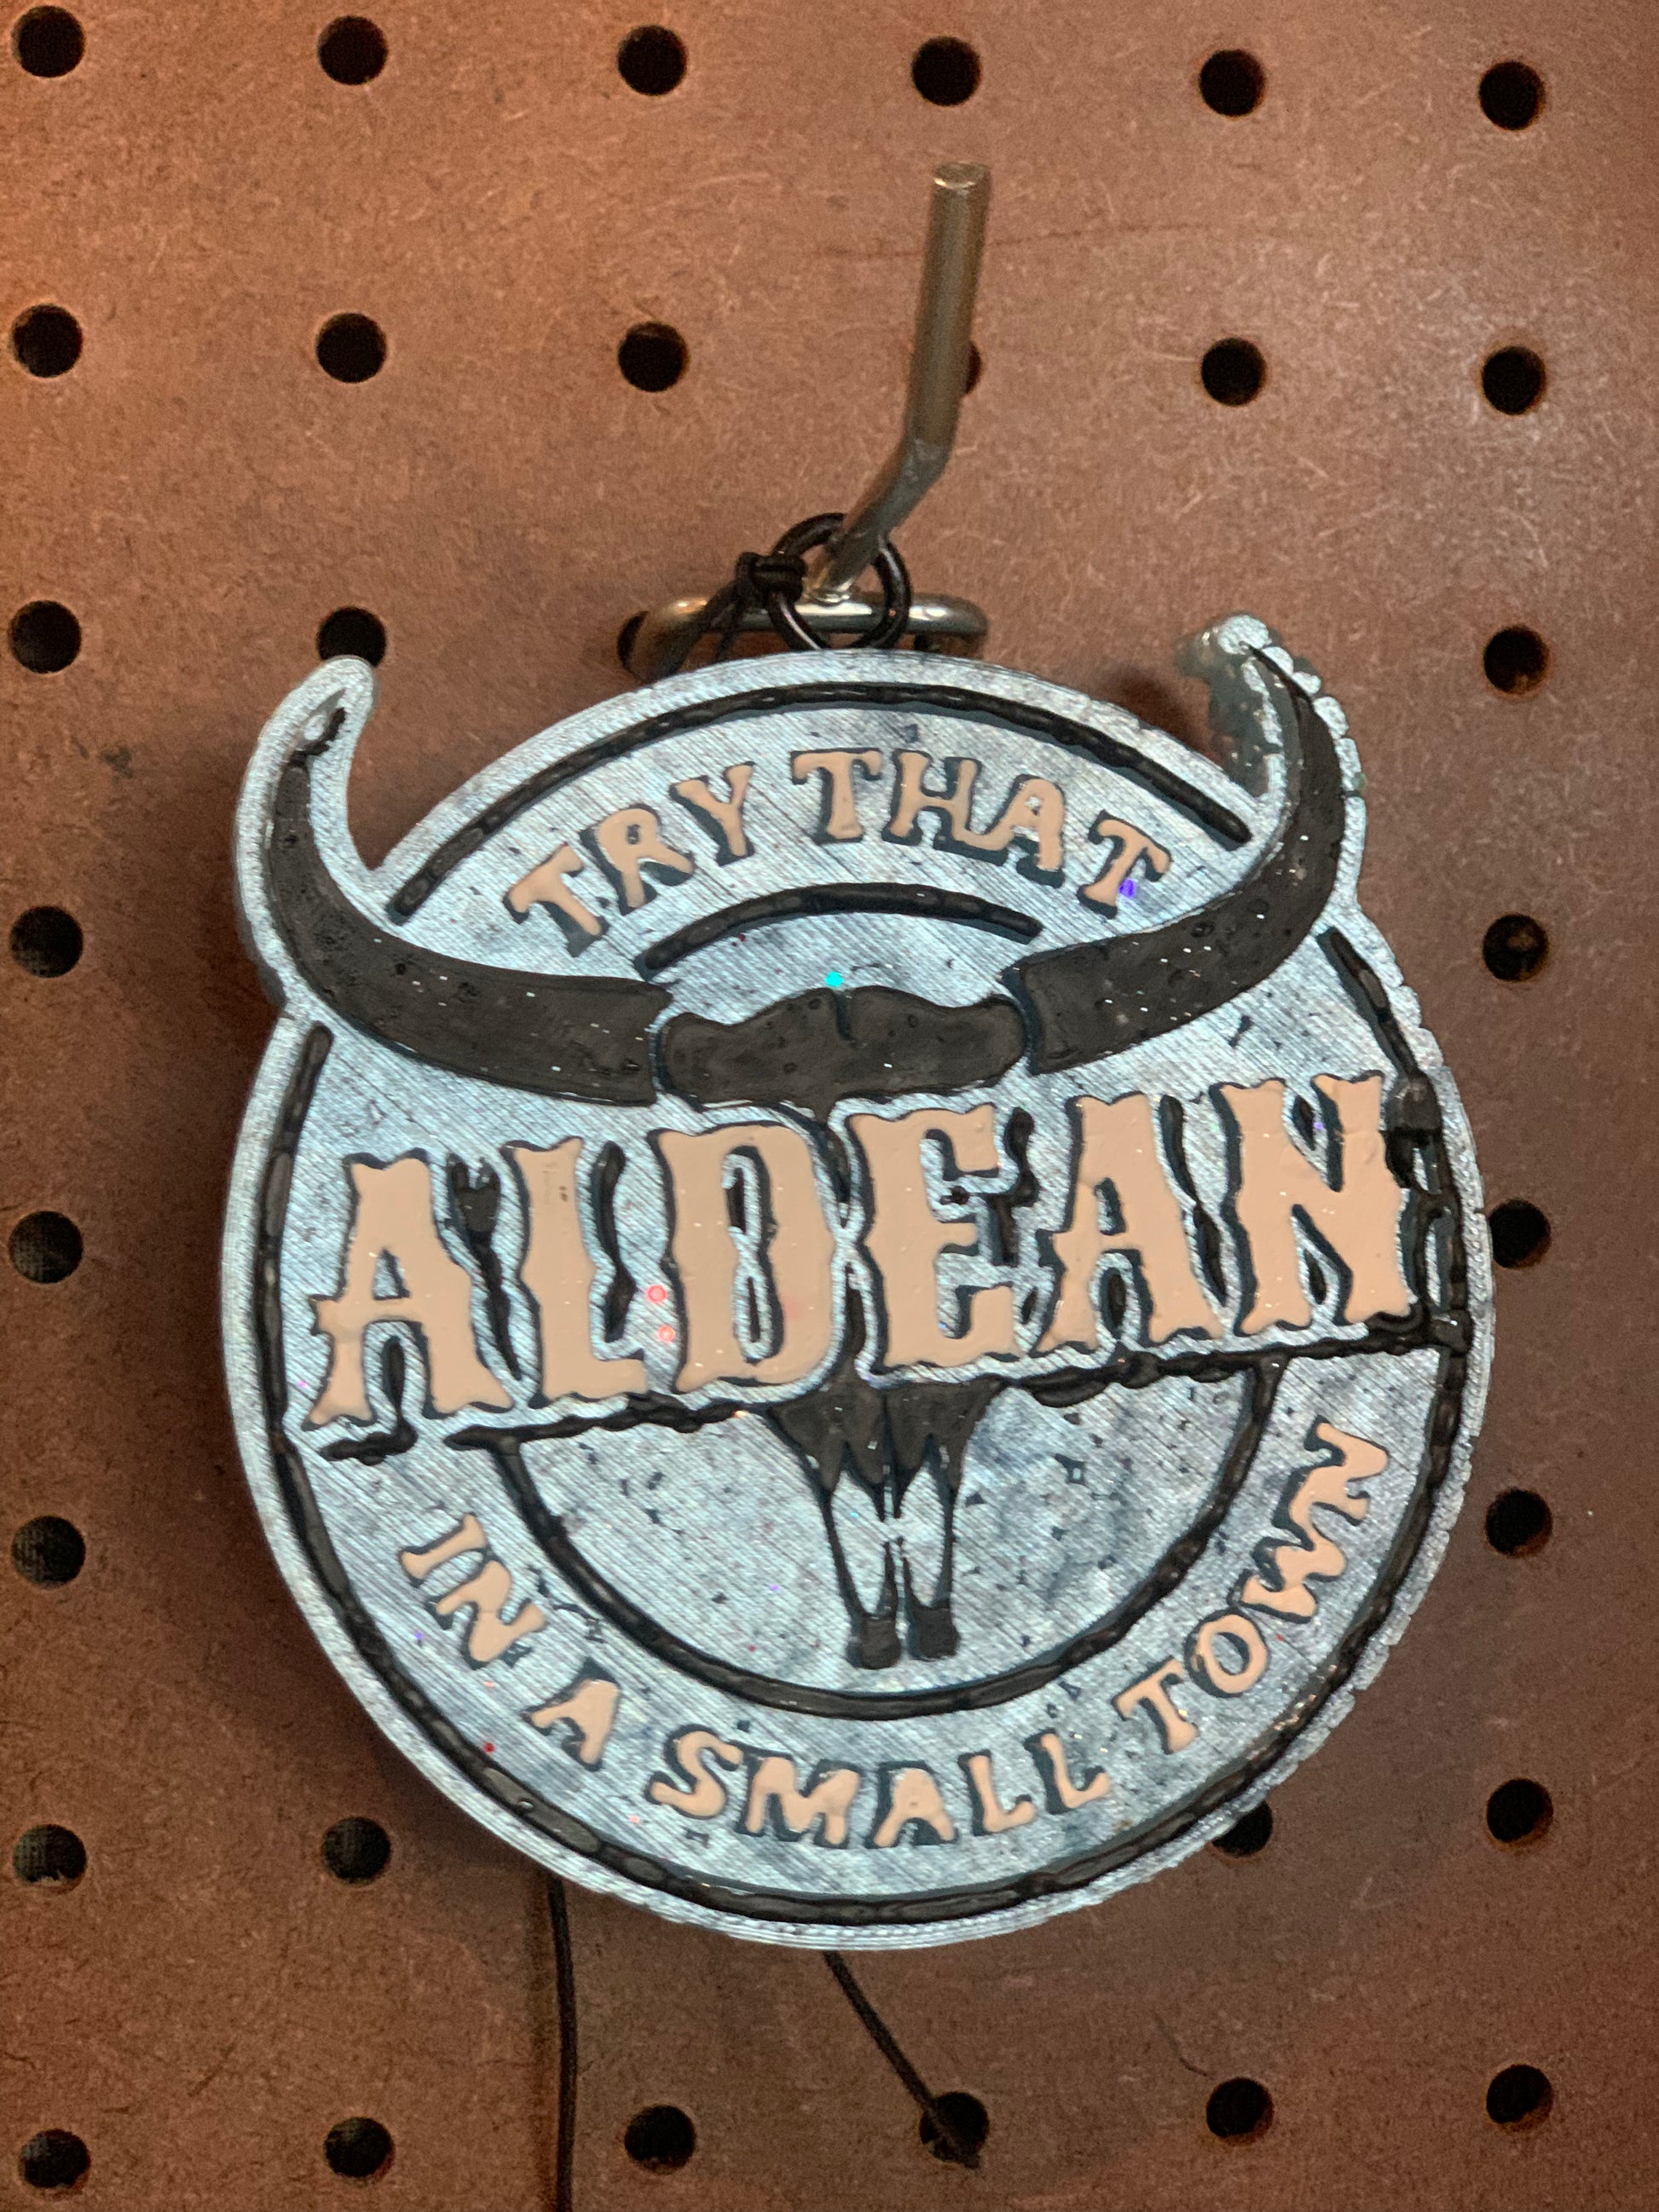 TRY THAT
ALDEAN
IN A SMALL TOWN